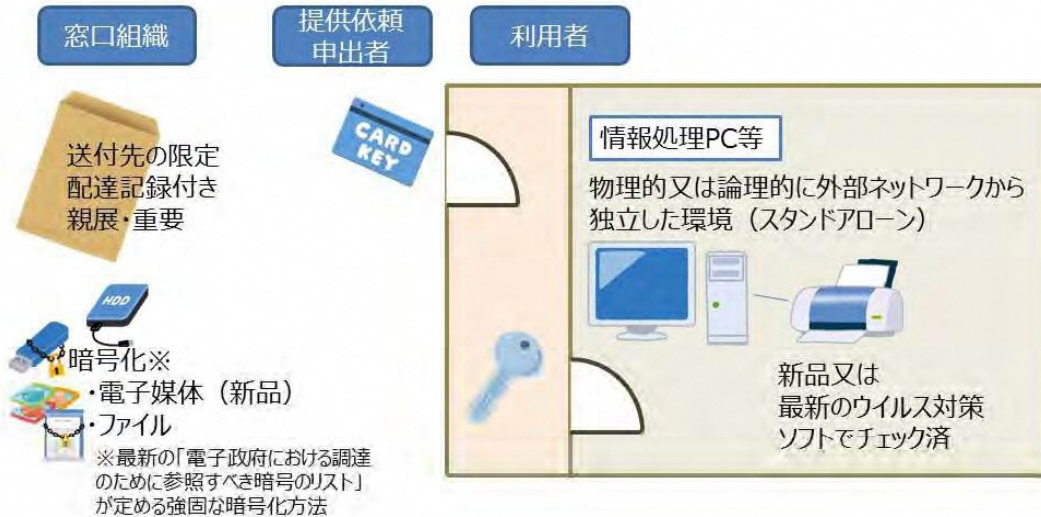 窓口組織
提供依頼
申出者
利用者
送付先の限定
配達記録付き
親展・重要
CARD
KEY
HDD
暗号化※
・電子媒体（新品）
・ファイル
※最新の「電子政府における調達
のために参照すべき暗号のリスト」
が定める強固な暗号化方法
情報処理PC等
物理的又は論理的に外部ネットワークから
独立した環境（スタンドアローン）
新品又は
最新のウイルス対策
ソフトでチェック済